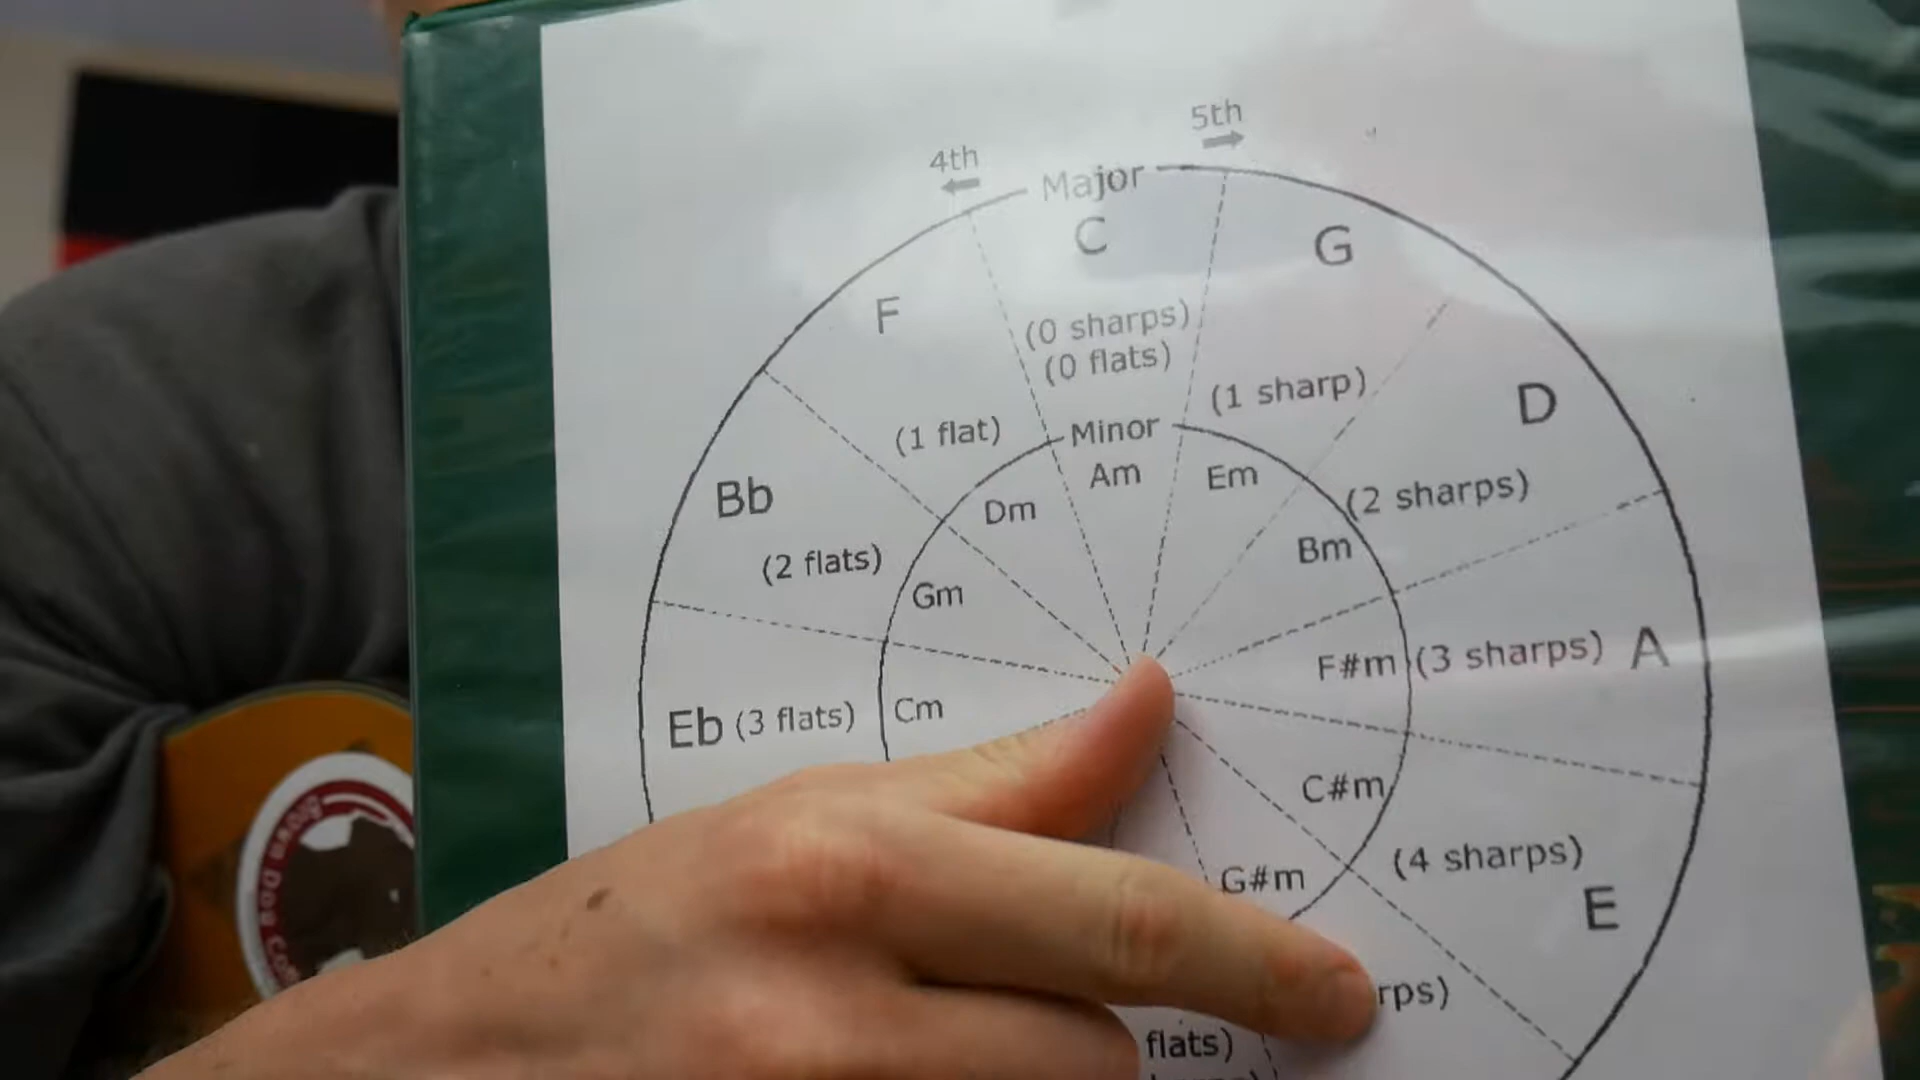 5th
4th
Major
C
G
F
(0 sharps)
(0 flats)
D
(1 sharp)
(1 flat)
Minor
Am
Em
Bb
Dm
(2 sharps)
Bm
(2 flats)
Gm
F#m (3 sharps) A
Eb (3 flats) Cm
C#m
(4 sharps)
G#m
E
rps)
flats)